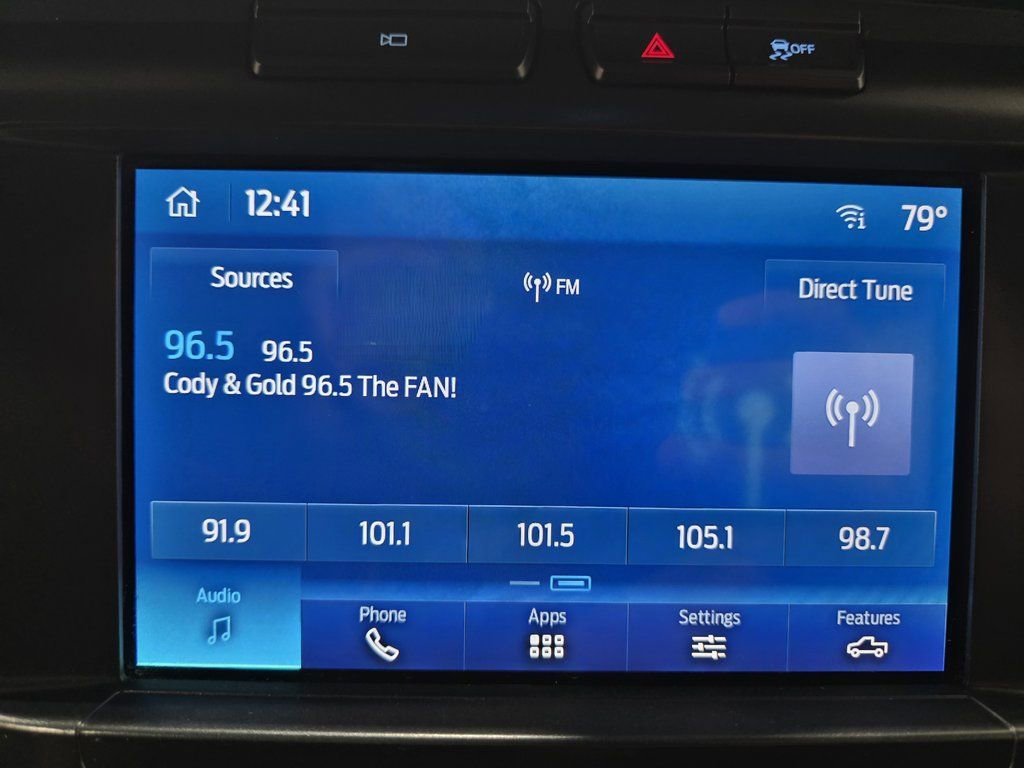 OFF
12:41
79°
Sources
FM
Direct Tune
96.5 96.5
Cody & Gold 96.5 The FAN!
91.9 101.1 101.5 105.1 98.7
Audio Phone Apps Settings Features